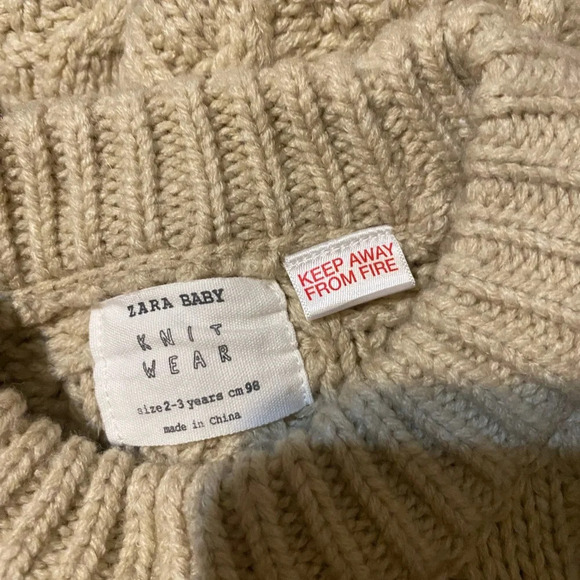 ZARA BABY
KNIT
WEAR
size 2-3 years cm 98
made in China
KEEP AWAY
FROM FIRE